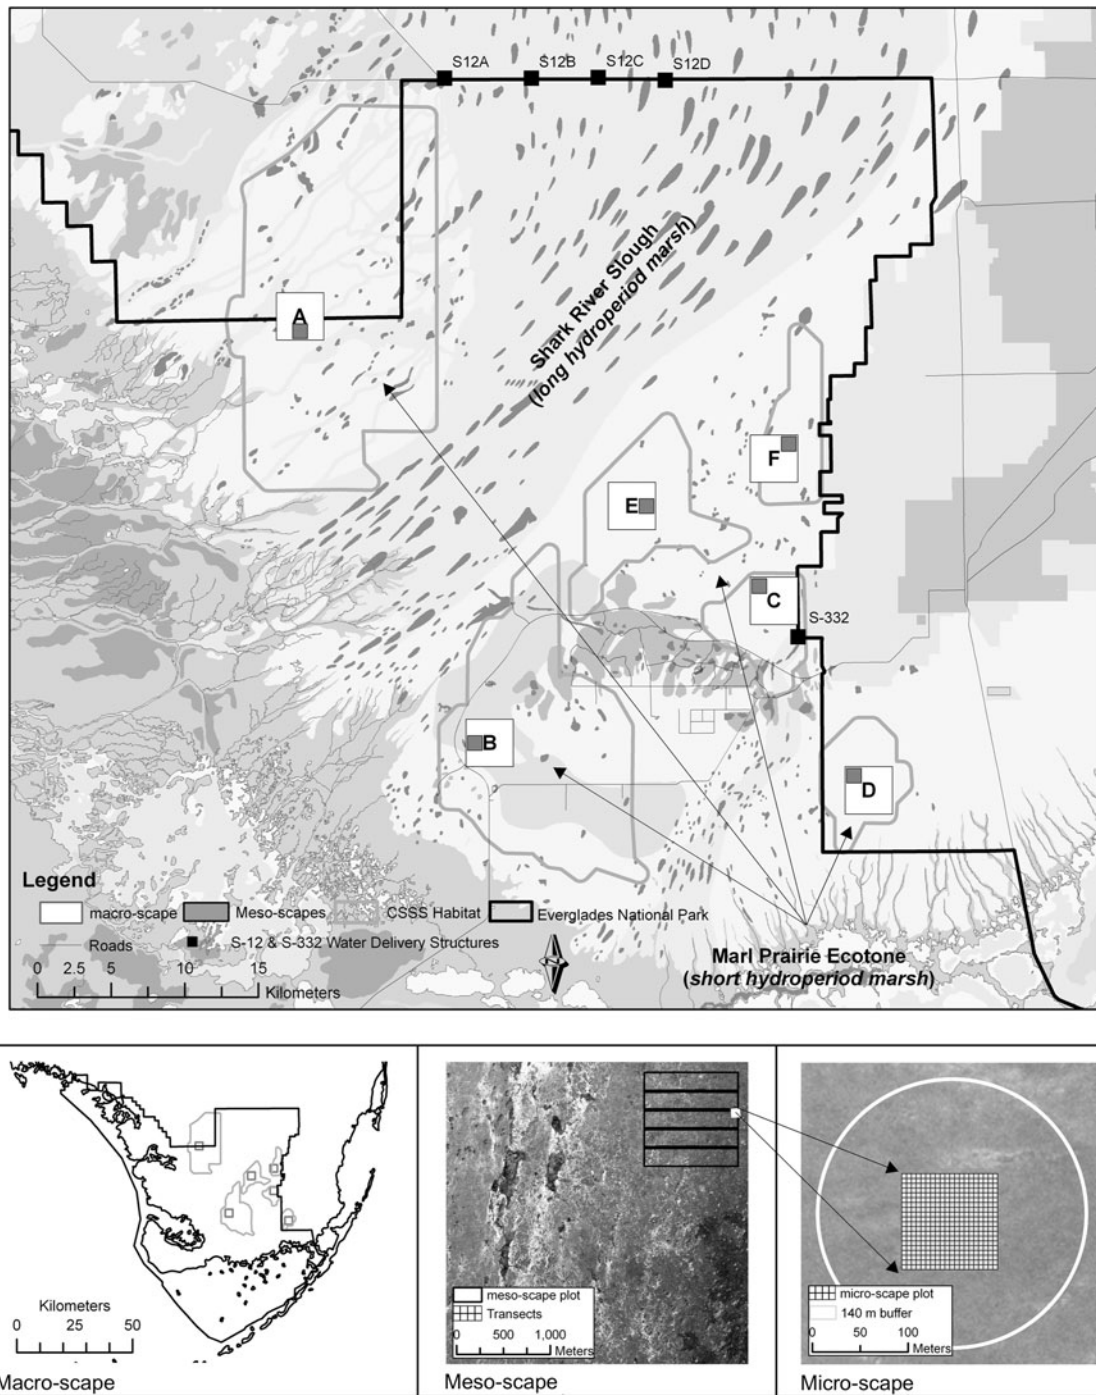 S12A
S12B
S12C
S12D
Shark River Slough
(long hydroperiod marsh)
A
F
E
C
S-332
B
D
Legend
macro-scape
Meso-scapes
CSSS Habitat
Everglades National Park
Roads
S-12 & S-332 Water Delivery Structures
0 2.5 5 10 15
Kilometers
Marl Prairie Ecotone
(short hydroperiod marsh)
Kilometers
0 25 50
Macro-scape
meso-scape plot
Transects
0 500 1,000
Meters
Meso-scape
micro-scape plot
140 m buffer
0 50 100
Meters
Micro-scape